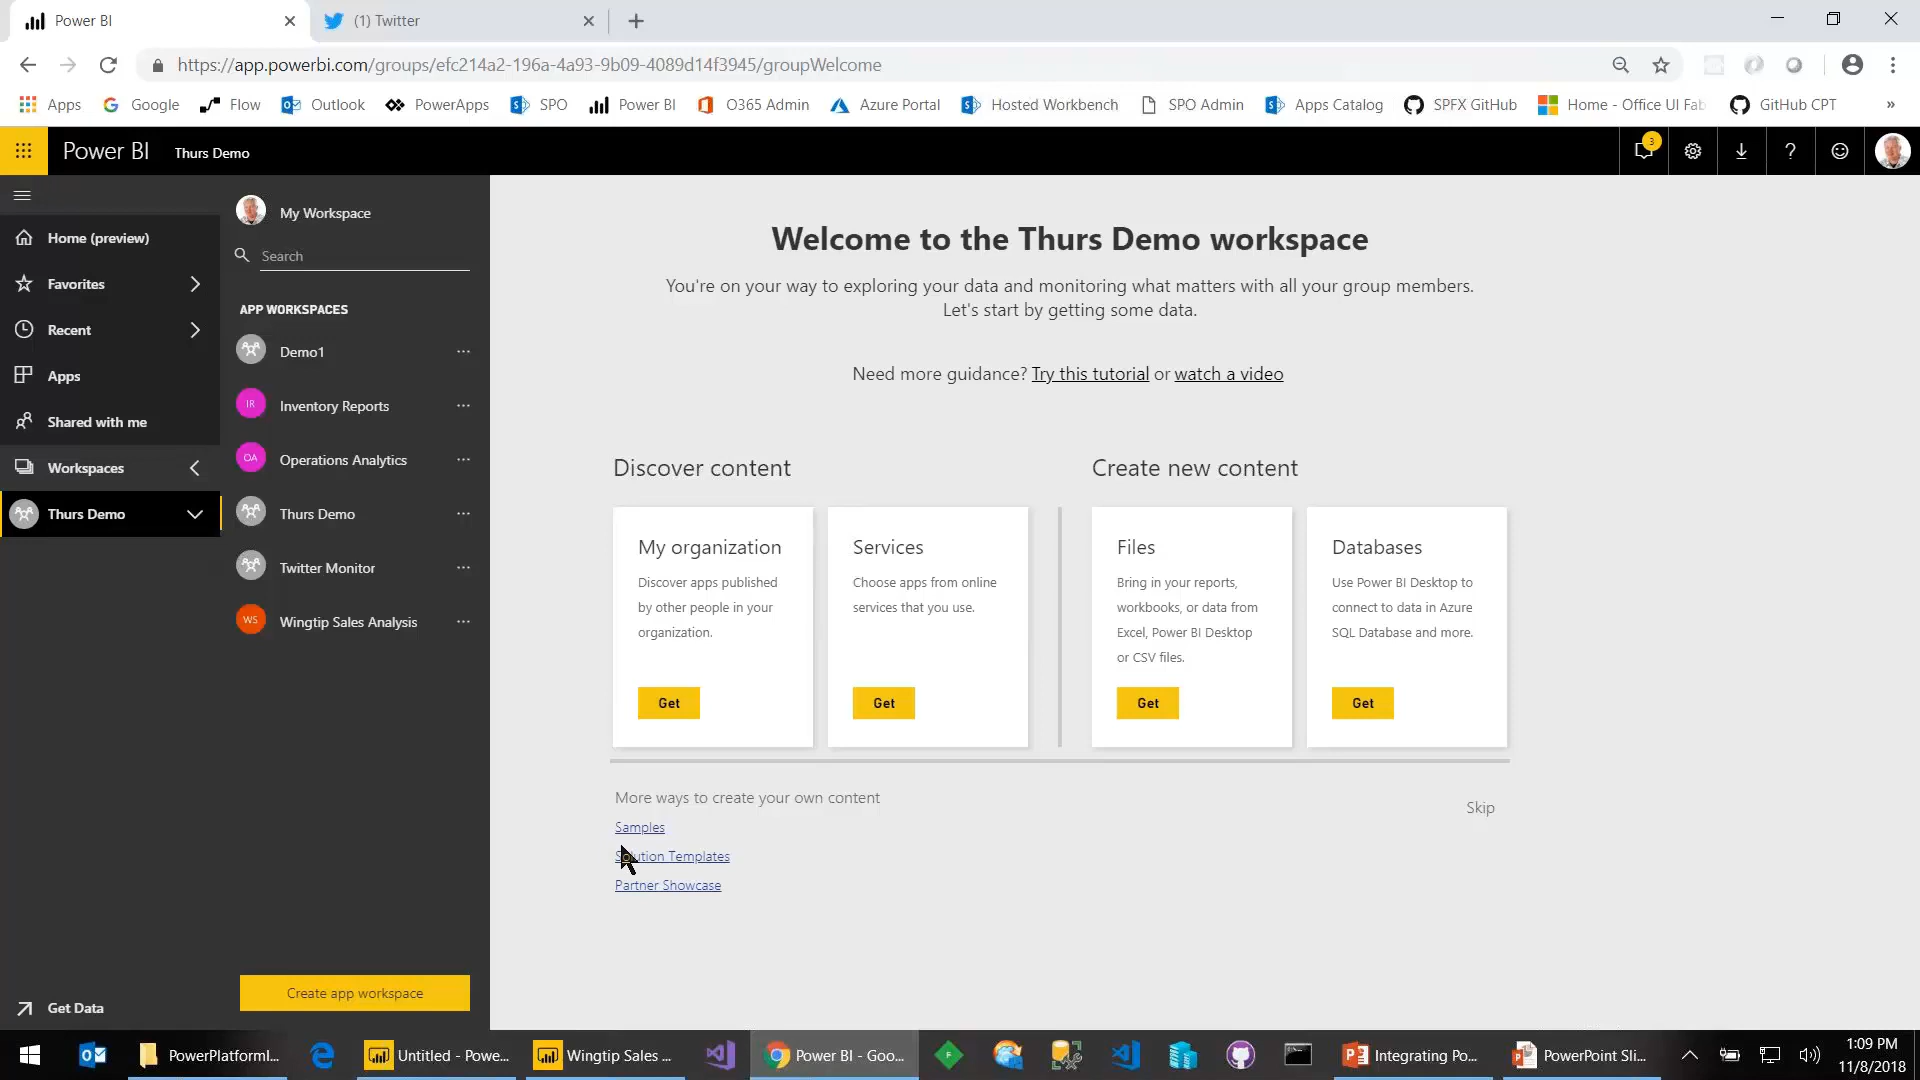 Power BI
(1) Twitter
https://app.powerbi.com/groups/efc214a2-196a-4a93-9b09-4089d14f3945/groupWelcome
Apps Google Flow Outlook PowerApps SPO Power BI O365 Admin Azure Portal Hosted Workbench SPO Admin Apps Catalog SPFX GitHub Home - Office UI Fab GitHub CPT »
Power BI Thurs Demo
3
?
Home (preview)
Favorites
Recent
Apps
Shared with me
Workspaces
Thurs Demo
Get Data
My Workspace
Search
APP WORKSPACES
Demo1
IR Inventory Reports
OA Operations Analytics
Thurs Demo
Twitter Monitor
WS Wingtip Sales Analysis
Create app workspace
Welcome to the Thurs Demo workspace
You're on your way to exploring your data and monitoring what matters with all your group members.
Let's start by getting some data.
Need more guidance? Try this tutorial or watch a video
Discover content
My organization
Discover apps published
by other people in your
organization.
Get
Services
Choose apps from online
services that you use.
Get
Create new content
Files
Bring in your reports,
workbooks, or data from
Excel, Power BI Desktop
or CSV files.
Get
Databases
Use Power BI Desktop to
connect to data in Azure
SQL Database and more.
Get
More ways to create your own content
Skip
Samples
Solution Templates
Partner Showcase
PowerPlatformI...
Untitled - Powe...
Wingtip Sales ...
Power BI - Goo...
Integrating Po...
PowerPoint Sli...
1:09 PM
11/8/2018